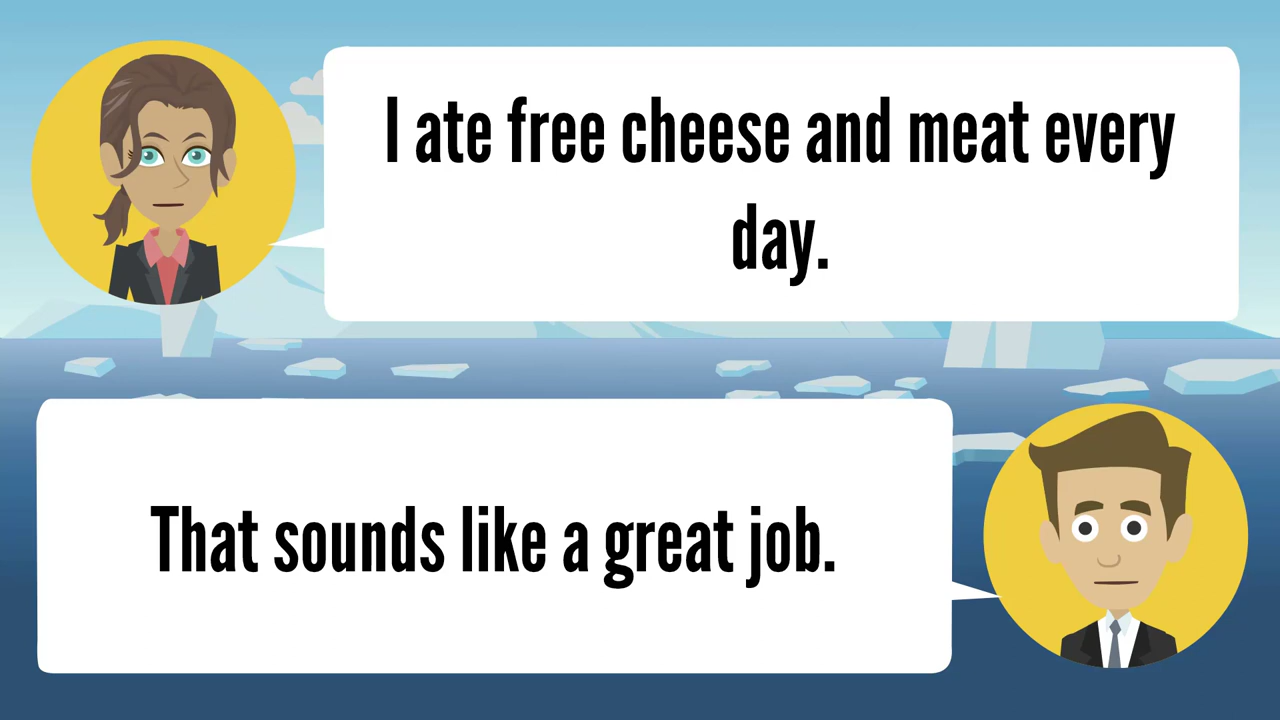 I ate free cheese and meat every
day.
That sounds like a great job.